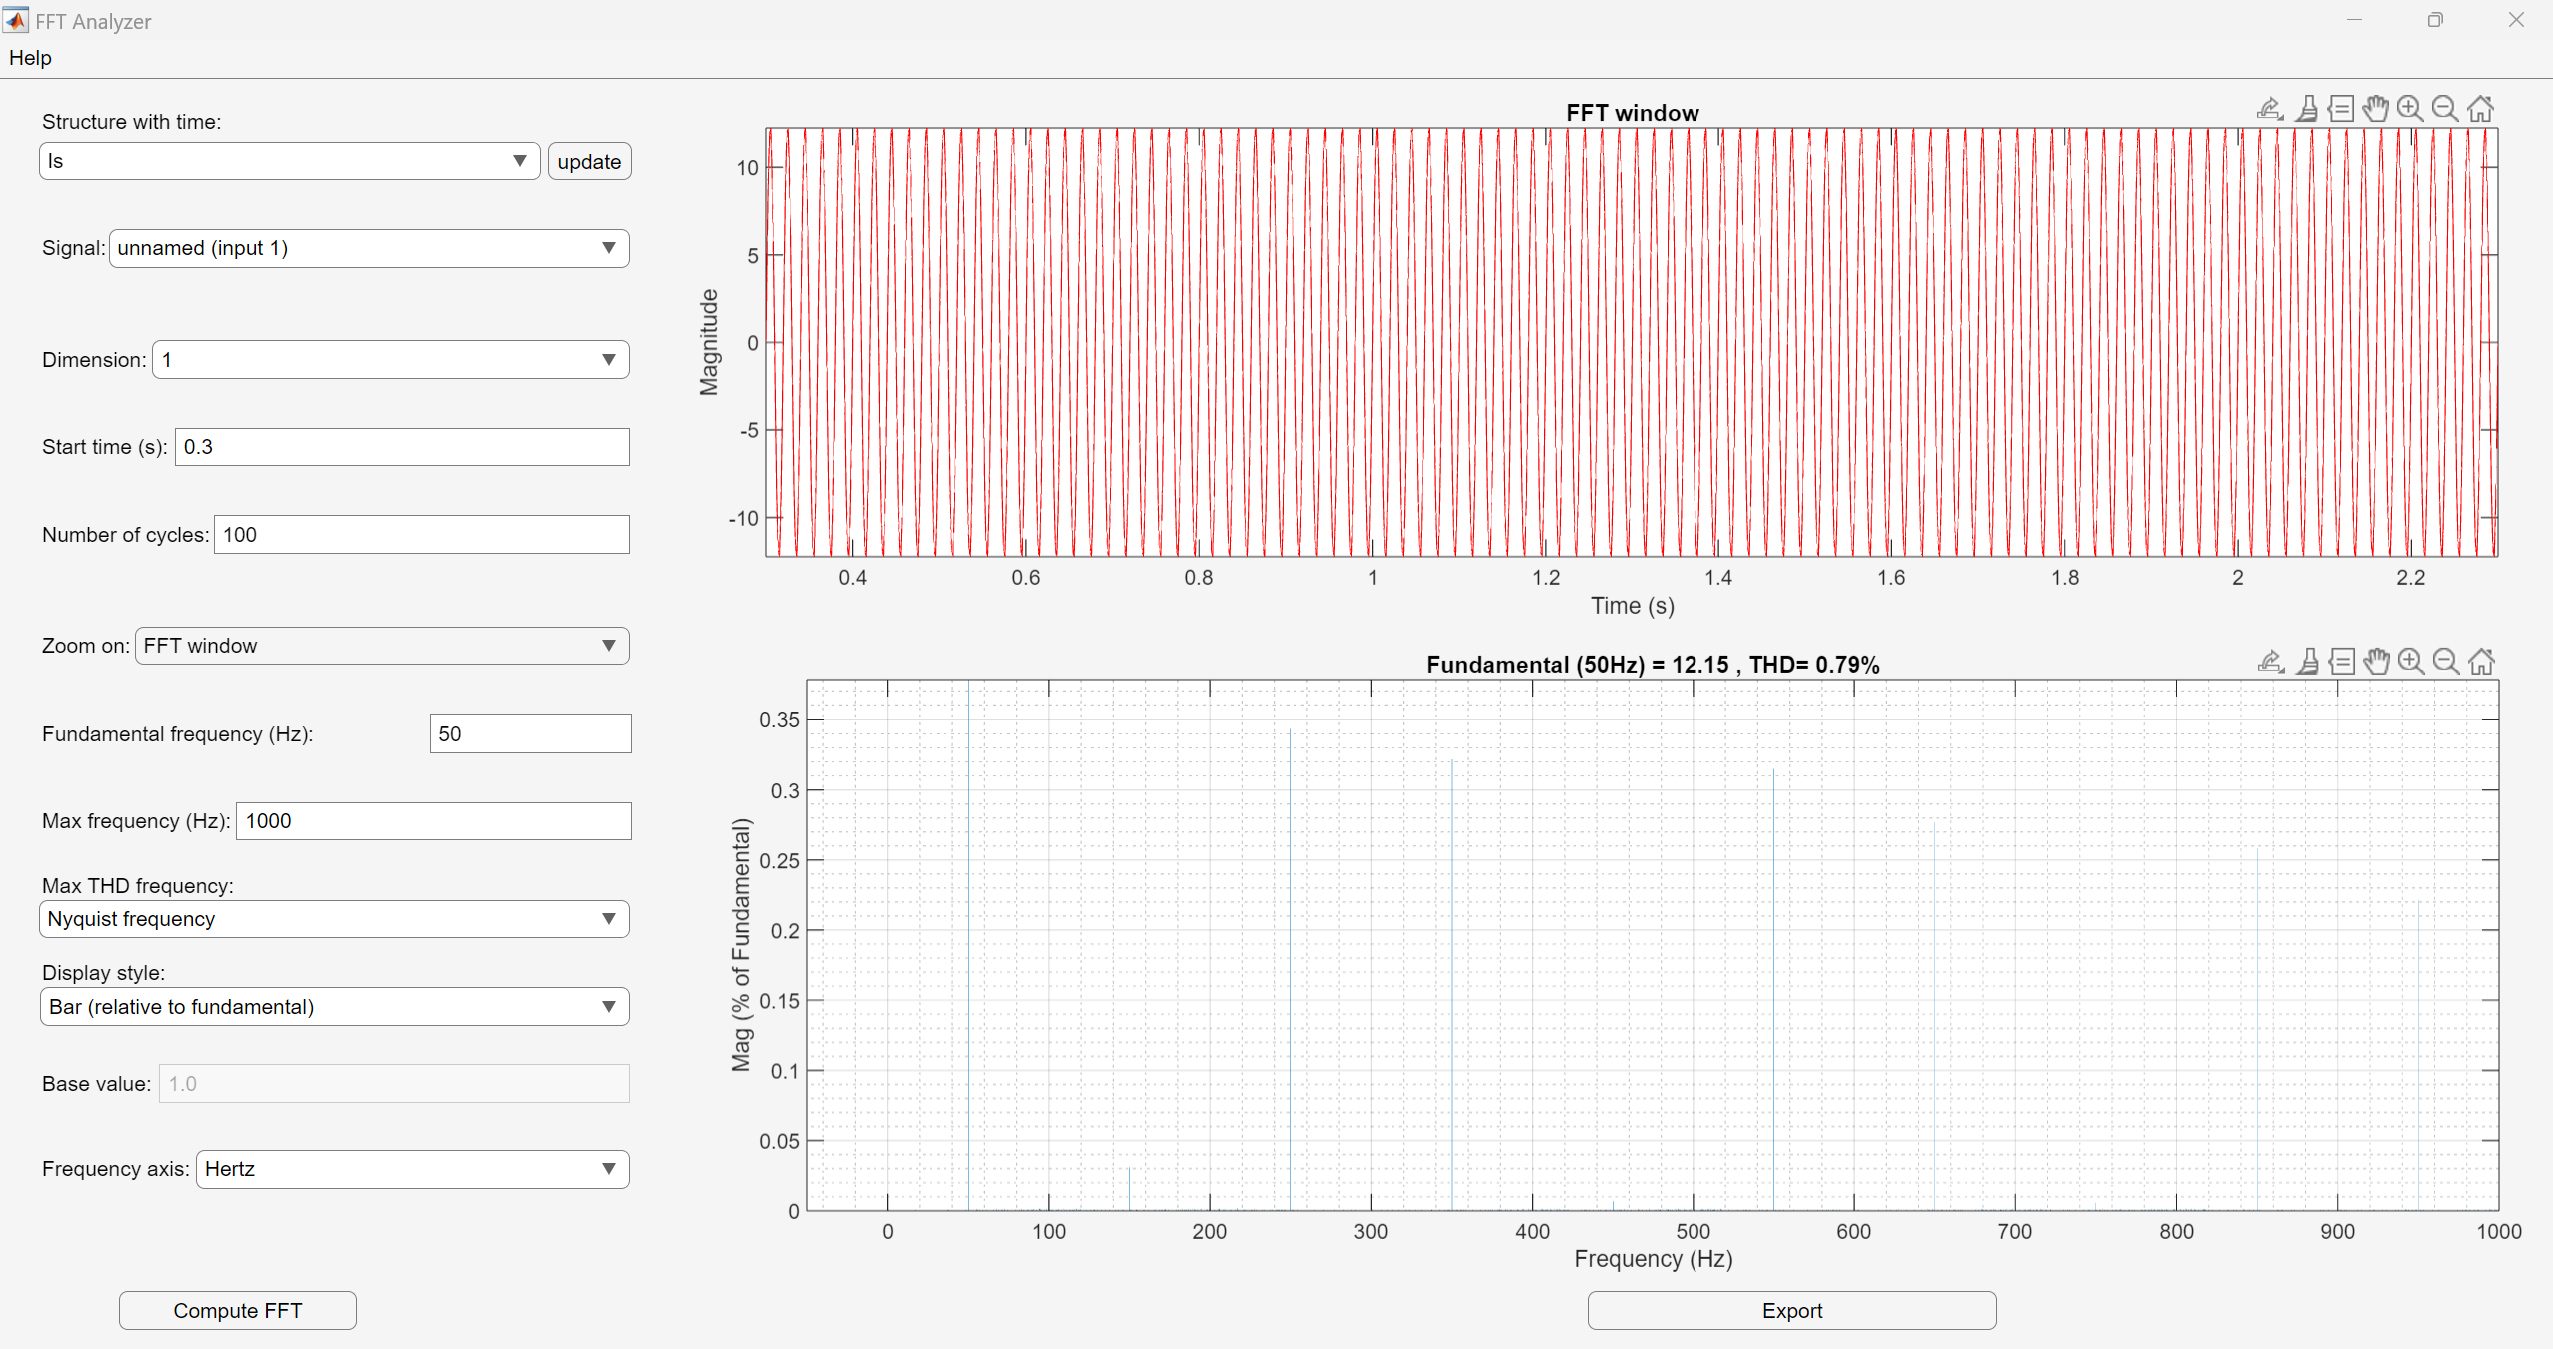 FFT Analyzer
Help
Structure with time:
Is
update
Signal: unnamed (input 1)
Dimension: 1
Start time (s): 0.3
Number of cycles: 100
Zoom on: FFT window
Fundamental frequency (Hz): 50
Max frequency (Hz): 1000
Max THD frequency:
Nyquist frequency
Display style:
Bar (relative to fundamental)
Base value: 1.0
Frequency axis: Hertz
Compute FFT
FFT window
Magnitude
10
5
0
-5
-10
0.4 0.6 0.8 1 1.2 1.4 1.6 1.8 2 2.2
Time (s)
Fundamental (50Hz) = 12.15 , THD= 0.79%
Mag (% of Fundamental)
0.35
0.3
0.25
0.2
0.15
0.1
0.05
0
0 100 200 300 400 500 600 700 800 900 1000
Frequency (Hz)
Export